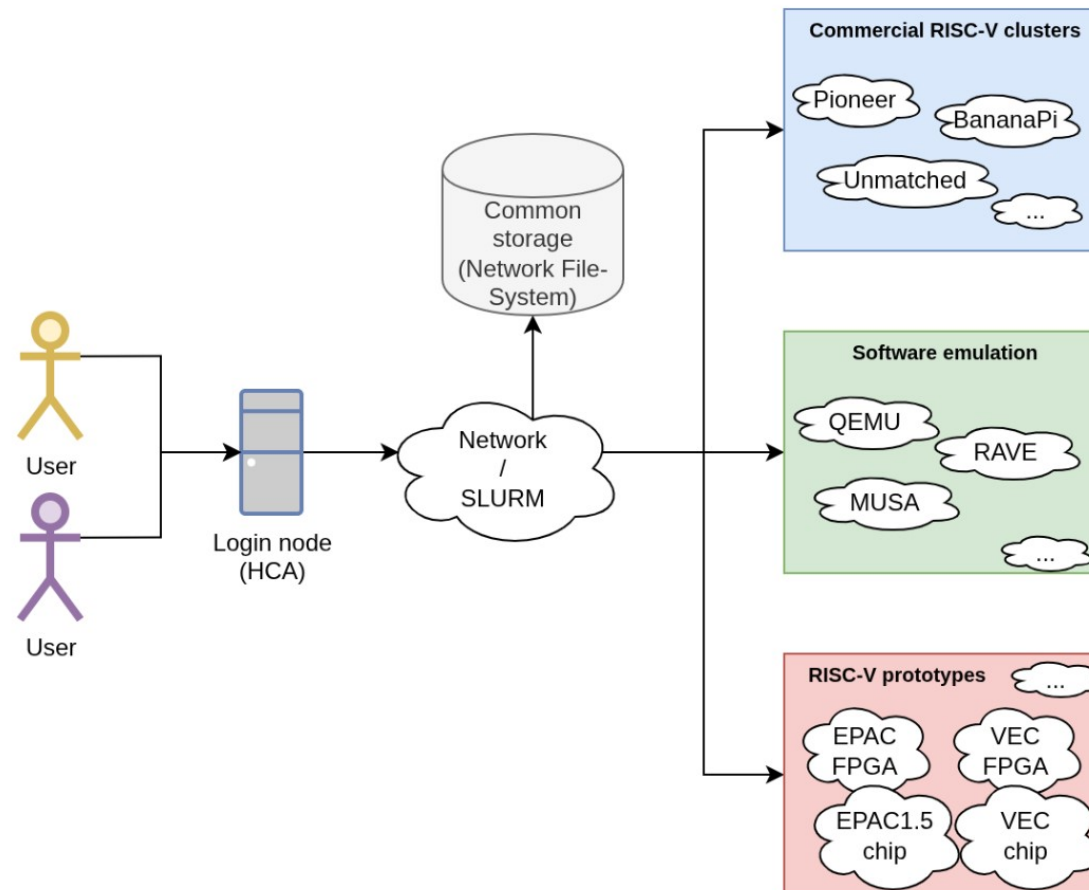 Commercial RISC-V clusters
Pioneer
BananaPi
Unmatched
...
Common
storage
(Network File-
System)
User
User
Login node
(HCA)
Network
/
SLURM
Software emulation
QEMU
RAVE
MUSA
...
RISC-V prototypes
...
EPAC
FPGA
VEC
FPGA
EPAC1.5
chip
VEC
chip